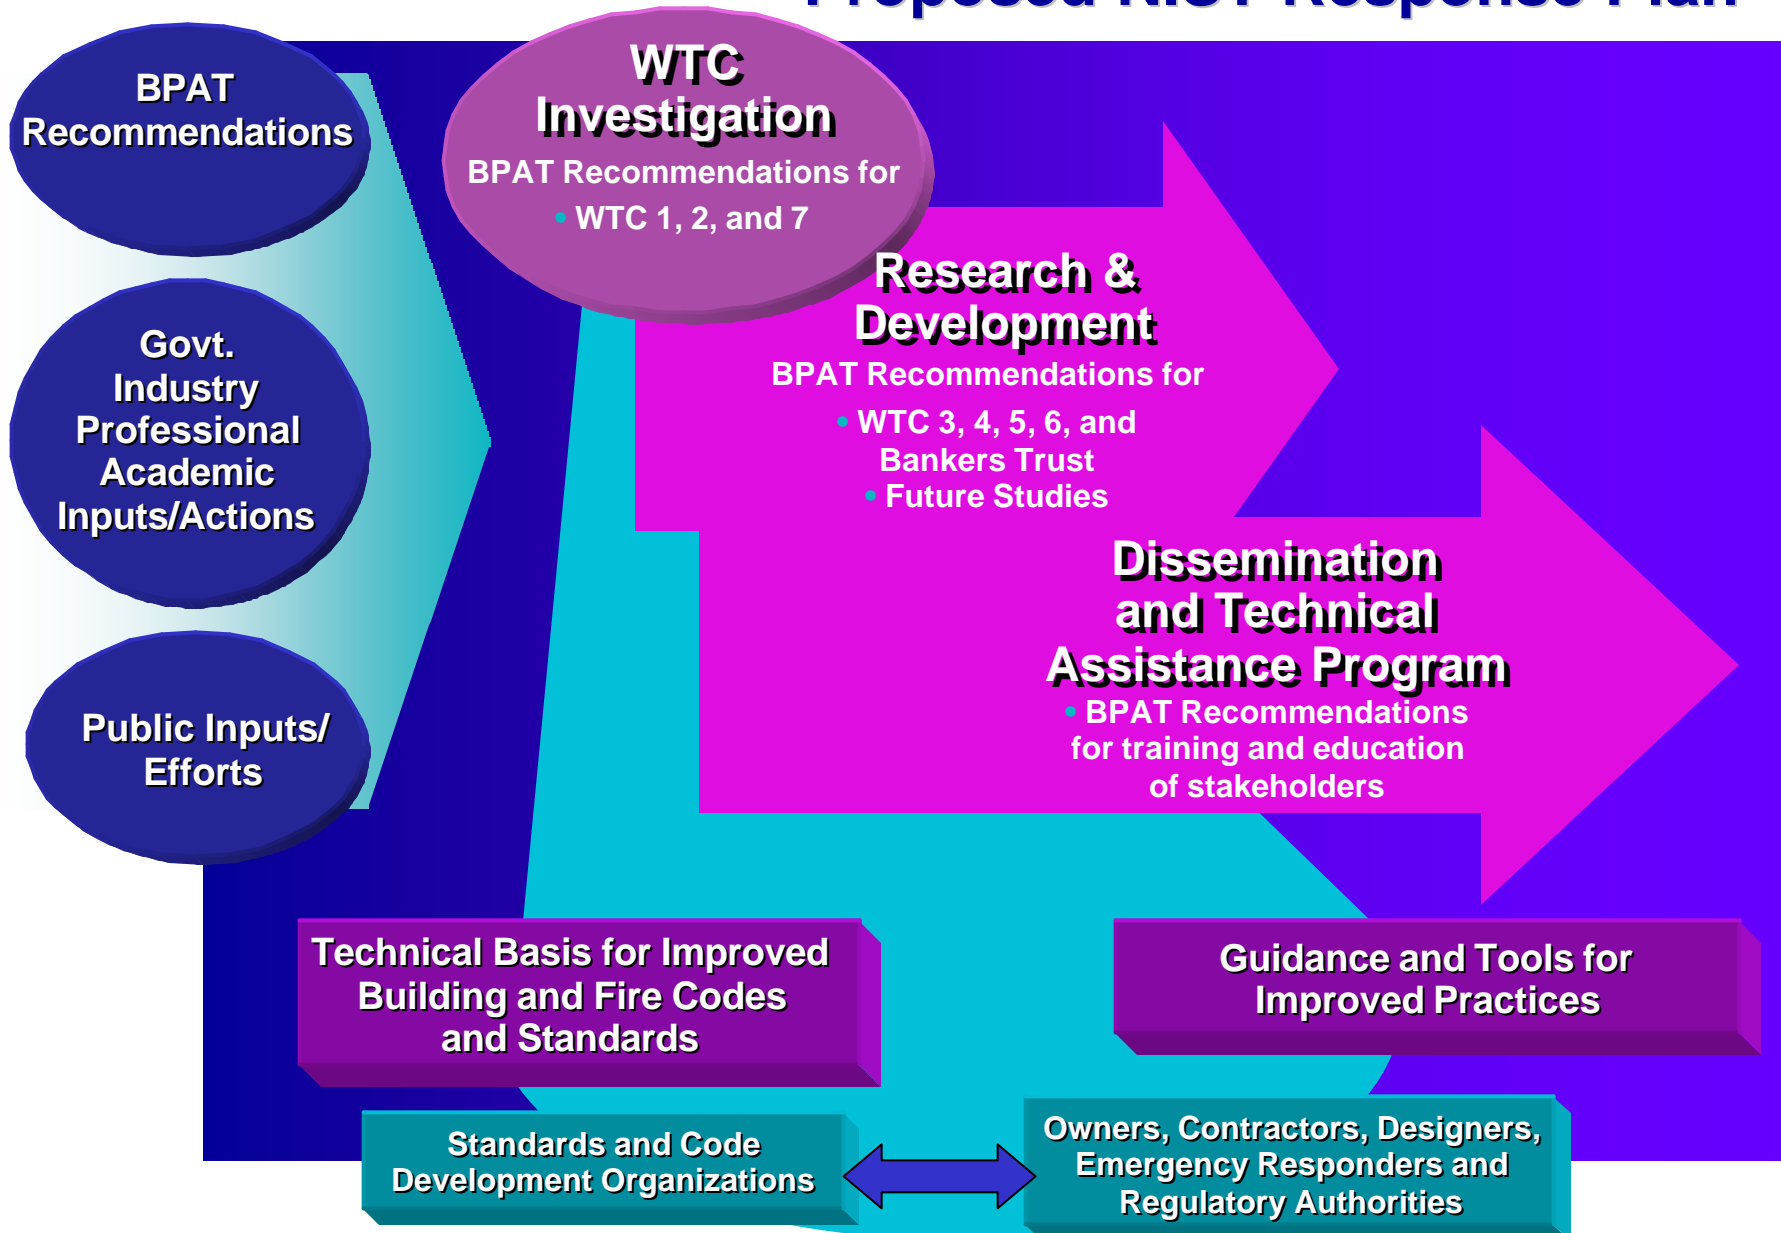 Proposed NIST Response Plan
BPAT
Recommendations
Govt.
Industry
Professional
Academic
Inputs/Actions
Public Inputs/
Efforts
WTC
Investigation
BPAT Recommendations for
• WTC 1, 2, and 7
Research &
Development
BPAT Recommendations for
• WTC 3, 4, 5, 6, and
Bankers Trust
• Future Studies
Dissemination
and Technical
Assistance Program
• BPAT Recommendations
for training and education
of stakeholders
Technical Basis for Improved
Building and Fire Codes
and Standards
Guidance and Tools for
Improved Practices
Standards and Code
Development Organizations
Owners, Contractors, Designers,
Emergency Responders and
Regulatory Authorities